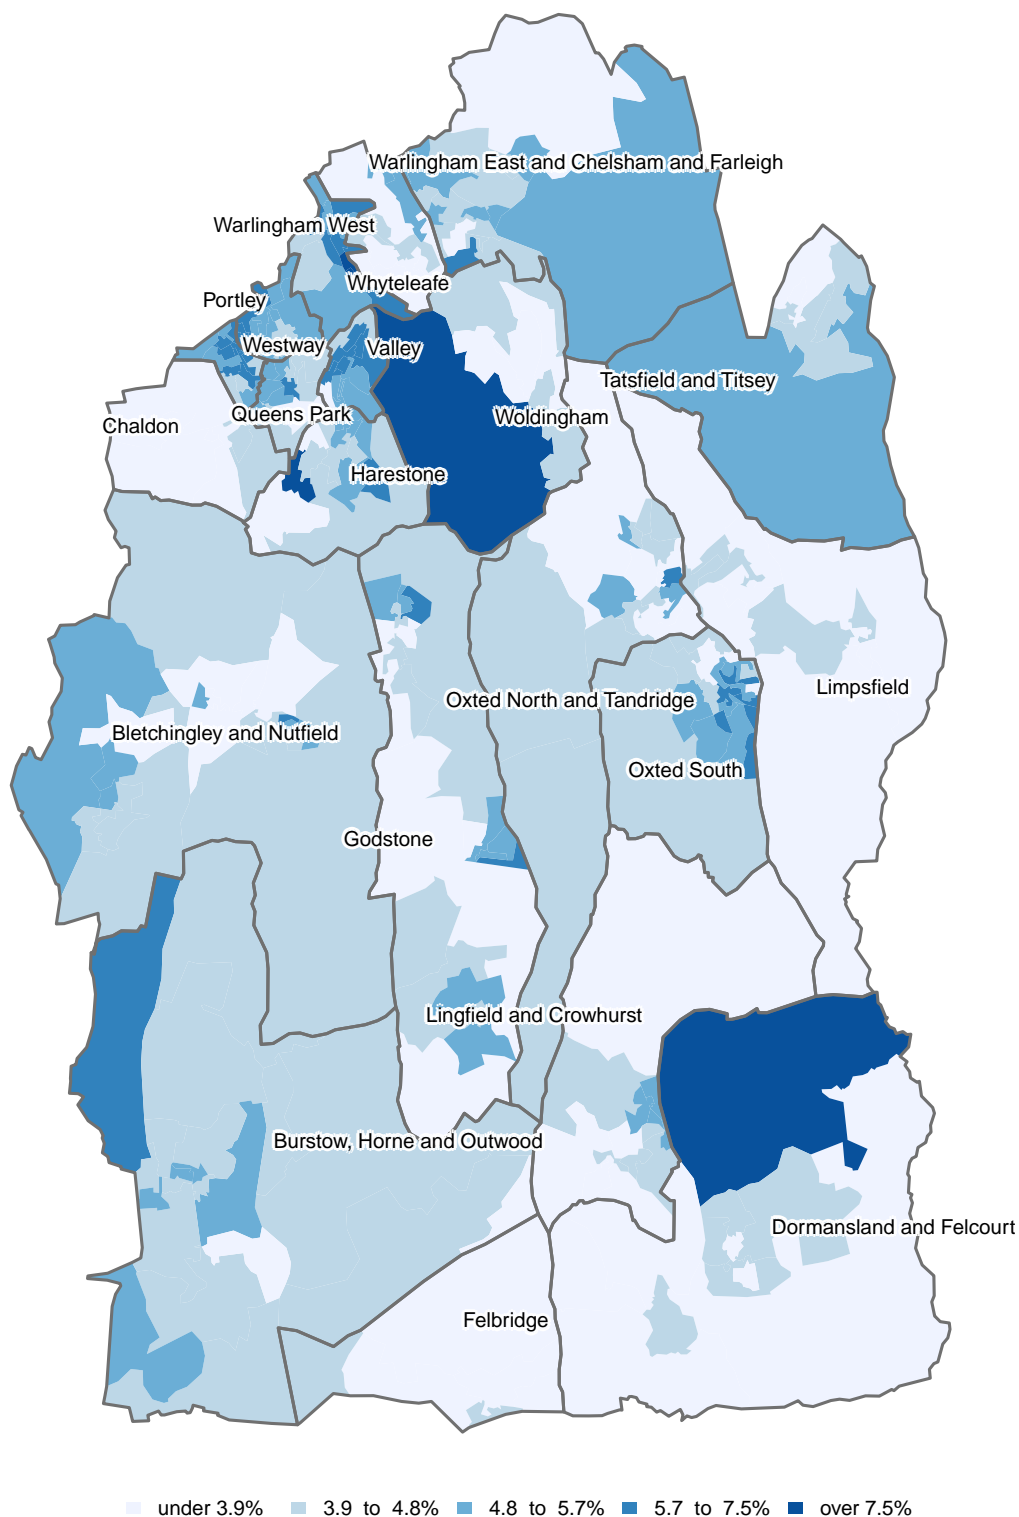 Warlingham East and Chelsham and Farleigh
Warlingham West
Whyteleafe
Portley
Westway
Valley
Tatsfield and Titsey
Queens Park
Woldingham
Chaldon
Harestone
Limpsfield
Oxted North and Tandridge
Bletchingley and Nutfield
Oxted South
Godstone
Lingfield and Crowhurst
Burstow, Horne and Outwood
Dormansland and Felcourt
Felbridge
under 3.9% 3.9 to 4.8% 4.8 to 5.7% 5.7 to 7.5% over 7.5%